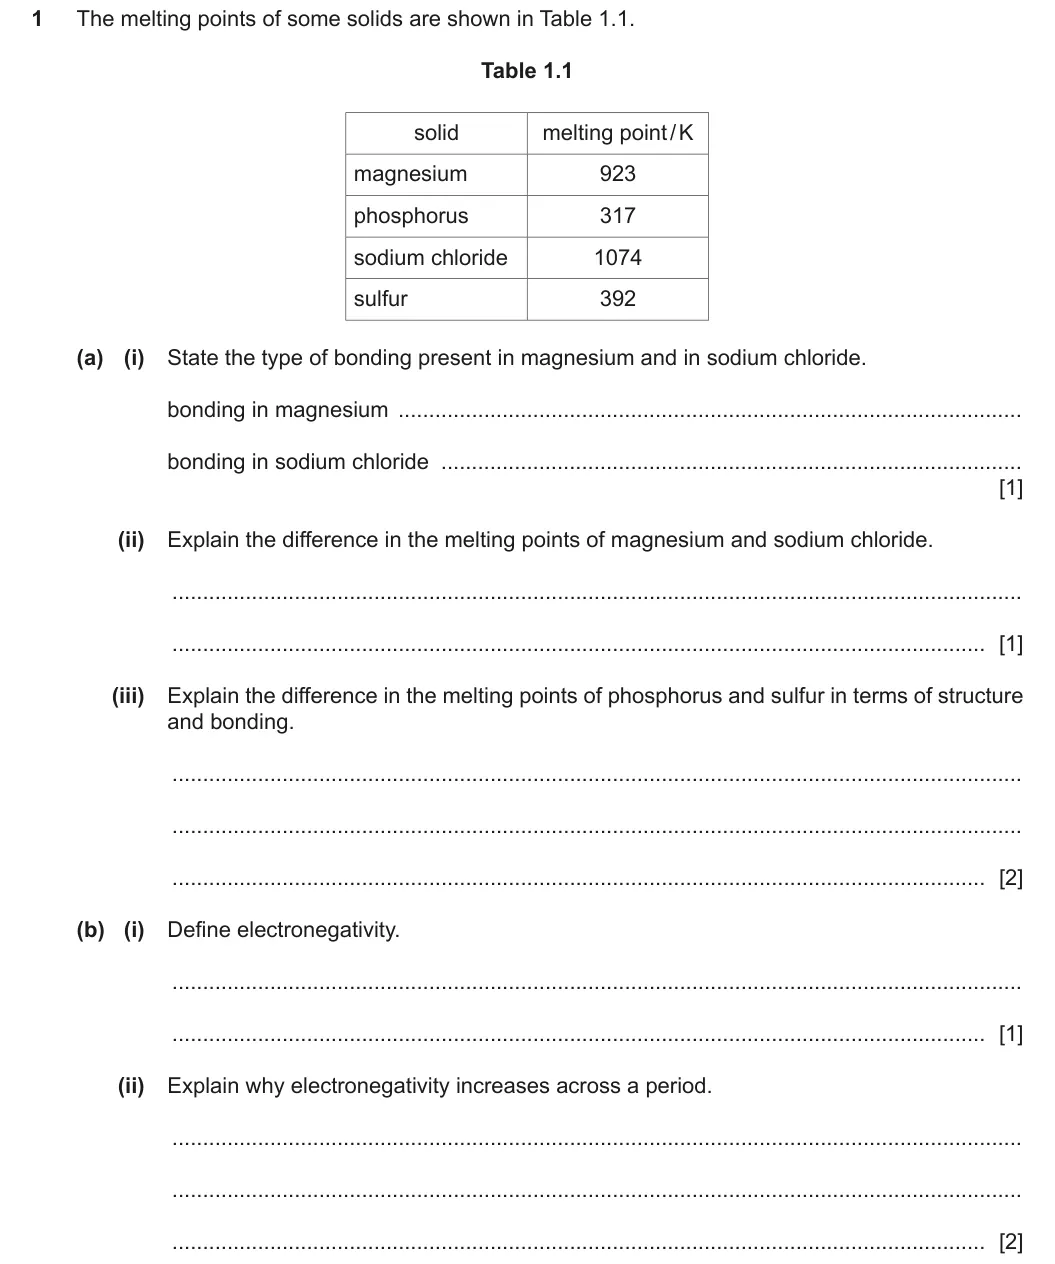 1 The melting points of some solids are shown in Table 1.1.
Table 1.1
solid melting point / K
magnesium 923
phosphorus 317
sodium chloride 1074
sulfur 392
(a) (i) State the type of bonding present in magnesium and in sodium chloride.
bonding in magnesium ........................................................................................................
bonding in sodium chloride .................................................................................................
[1]
(ii) Explain the difference in the melting points of magnesium and sodium chloride.
..............................................................................................................................................
........................................................................................................................................ [1]
(iii) Explain the difference in the melting points of phosphorus and sulfur in terms of structure
and bonding.
..............................................................................................................................................
..............................................................................................................................................
........................................................................................................................................ [2]
(b) (i) Define electronegativity.
..............................................................................................................................................
........................................................................................................................................ [1]
(ii) Explain why electronegativity increases across a period.
..............................................................................................................................................
..............................................................................................................................................
........................................................................................................................................ [2]